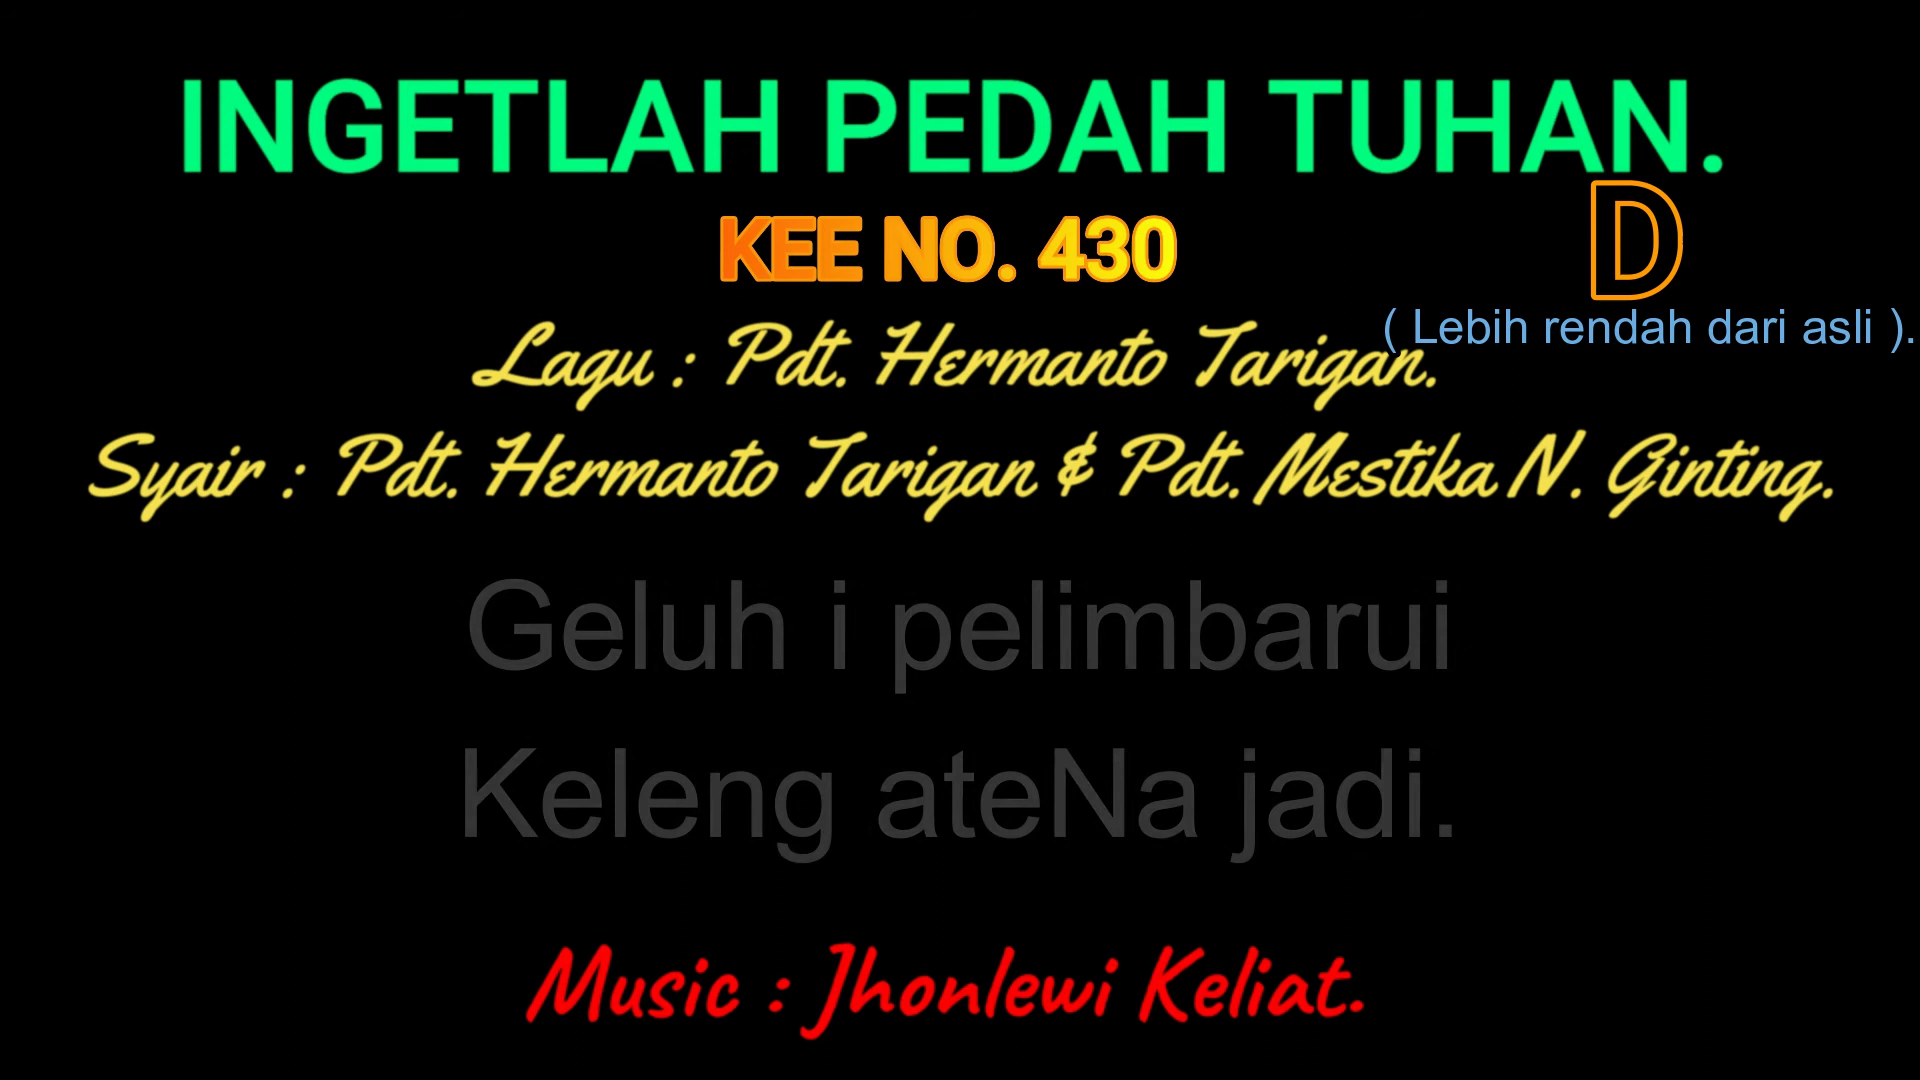 INGETLAH PEDAH TUHAN.
KEE NO. 430
D
( Lebih rendah dari asli ).
Lagu : Pdt. Hermanto Tarigan.
Syair : Pdt. Hermanto Tarigan & Pdt. Mestika N. Ginting.
Geluh i pelimbarui
Keleng ateNa jadi.
Music : Jhonlewi Keliat.